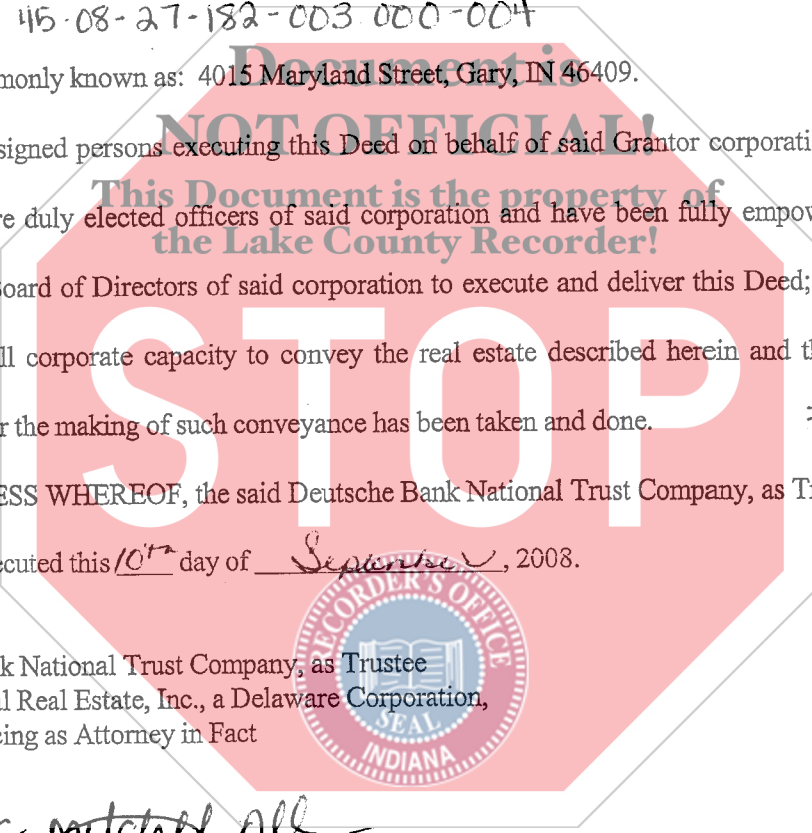 45-08-27-182-003.000-004
monly known as: 4015 Maryland Street, Gary, IN 46409.
Document is
NOT OFFICIAL!
signed persons executing this Deed on behalf of said Grantor corporati
This Document is the property of
re duly elected officers of said corporation and have been fully empow
the Lake County Recorder!
Board of Directors of said corporation to execute and deliver this Deed;
ll corporate capacity to convey the real estate described herein and th
STOP
r the making of such conveyance has been taken and done.
ESS WHEREOF, the said Deutsche Bank National Trust Company, as Tr
ecuted this 10th day of September, 2008.
RECORDER'S OFFICE
k National Trust Company, as Trustee
l Real Estate, Inc., a Delaware Corporation,
SEAL
ing as Attorney in Fact
INDIANA